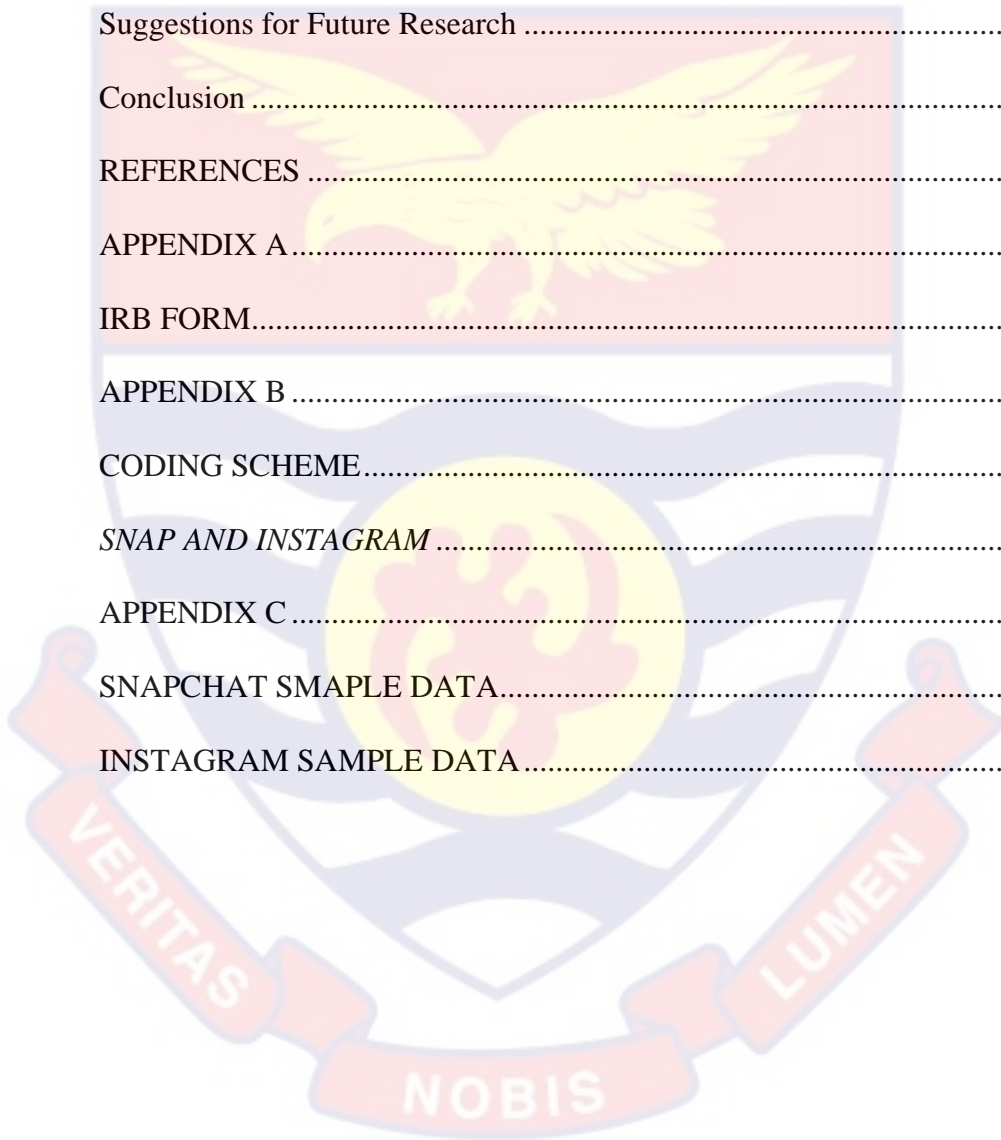 Suggestions for Future Research ........................................................
Conclusion ........................................................................................
REFERENCES ................................................................................
APPENDIX A..................................................................................
IRB FORM.......................................................................................
APPENDIX B ..................................................................................
CODING SCHEME.........................................................................
SNAP AND INSTAGRAM ................................................................
APPENDIX C ..................................................................................
SNAPCHAT SMAPLE DATA.........................................................
INSTAGRAM SAMPLE DATA ......................................................
VERITAS
NOBIS
LUMEN